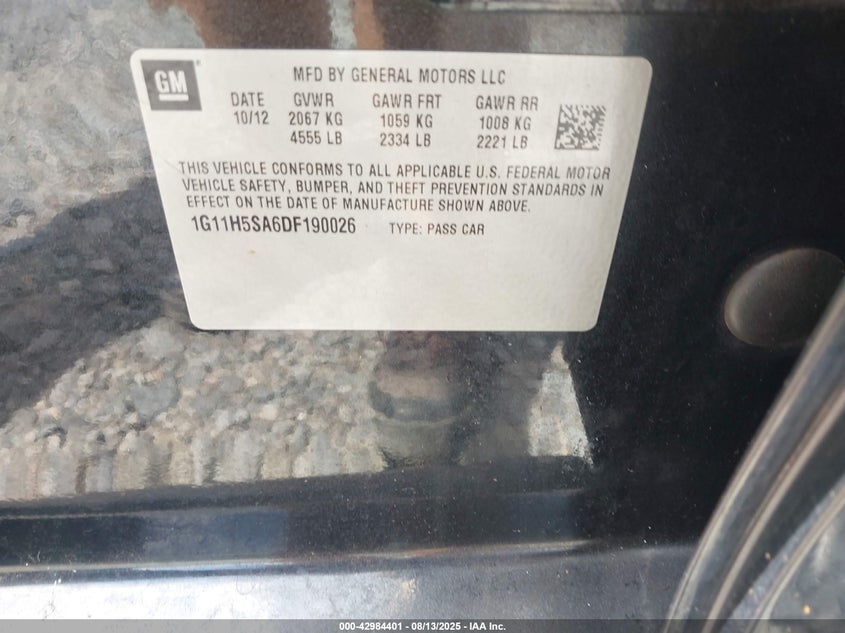 GM
MFD BY GENERAL MOTORS LLC
DATE GVWR GAWR FRT GAWR RR
10/12 2067 KG 1059 KG 1008 KG
4555 LB 2334 LB 2221 LB
THIS VEHICLE CONFORMS TO ALL APPLICABLE U.S. FEDERAL MOTOR
VEHICLE SAFETY, BUMPER, AND THEFT PREVENTION STANDARDS IN
EFFECT ON THE DATE OF MANUFACTURE SHOWN ABOVE.
1G11H5SA6DF190026 TYPE: PASS CAR
000-42984401 - 08/13/2025 - IAA Inc.